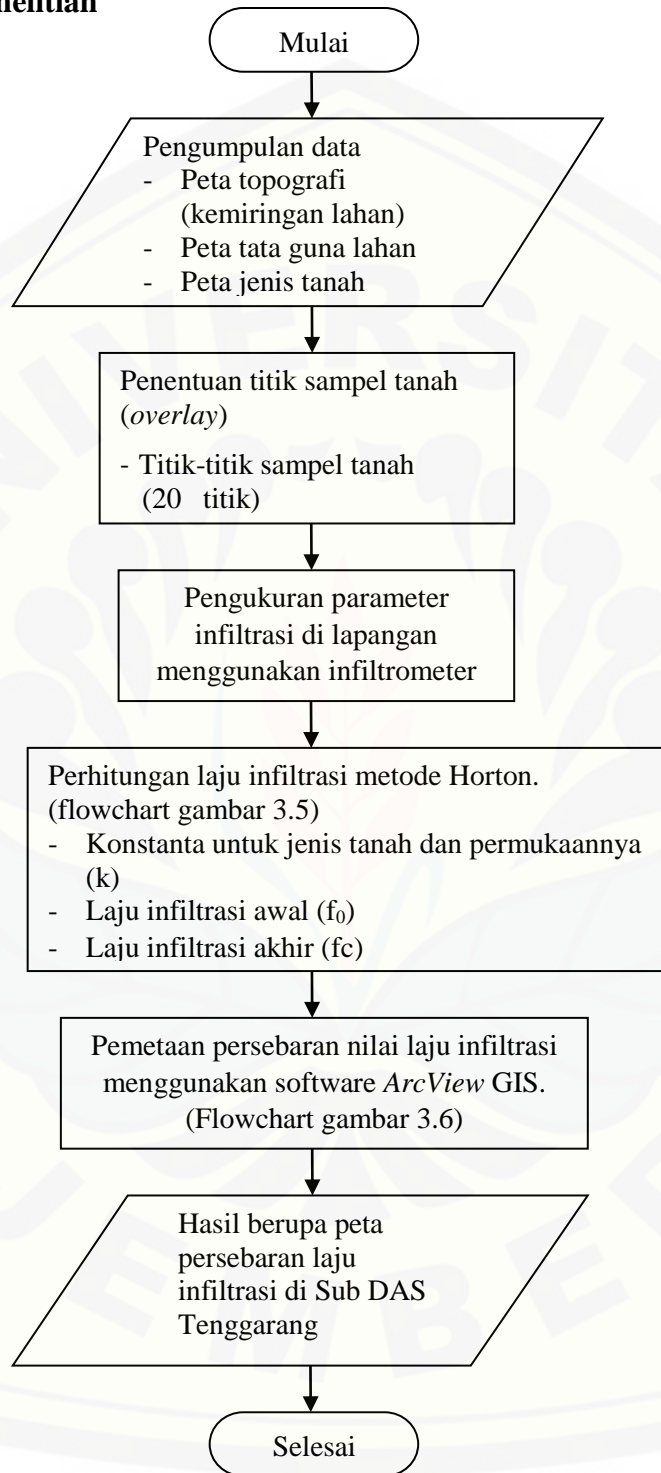 Mulai
Pengumpulan data
- Peta topografi
(kemiringan lahan)
- Peta tata guna lahan
- Peta jenis tanah
Penentuan titik sampel tanah
(overlay)
- Titik-titik sampel tanah
(20 titik)
Pengukuran parameter
infiltrasi di lapangan
menggunakan infiltrometer
Perhitungan laju infiltrasi metode Horton.
(flowchart gambar 3.5)
- Konstanta untuk jenis tanah dan permukaannya
(k)
- Laju infiltrasi awal (f₀)
- Laju infiltrasi akhir (fc)
Pemetaan persebaran nilai laju infiltrasi
menggunakan software ArcView GIS.
(Flowchart gambar 3.6)
Hasil berupa peta
persebaran laju
infiltrasi di Sub DAS
Tenggarang
Selesai
JEMBER